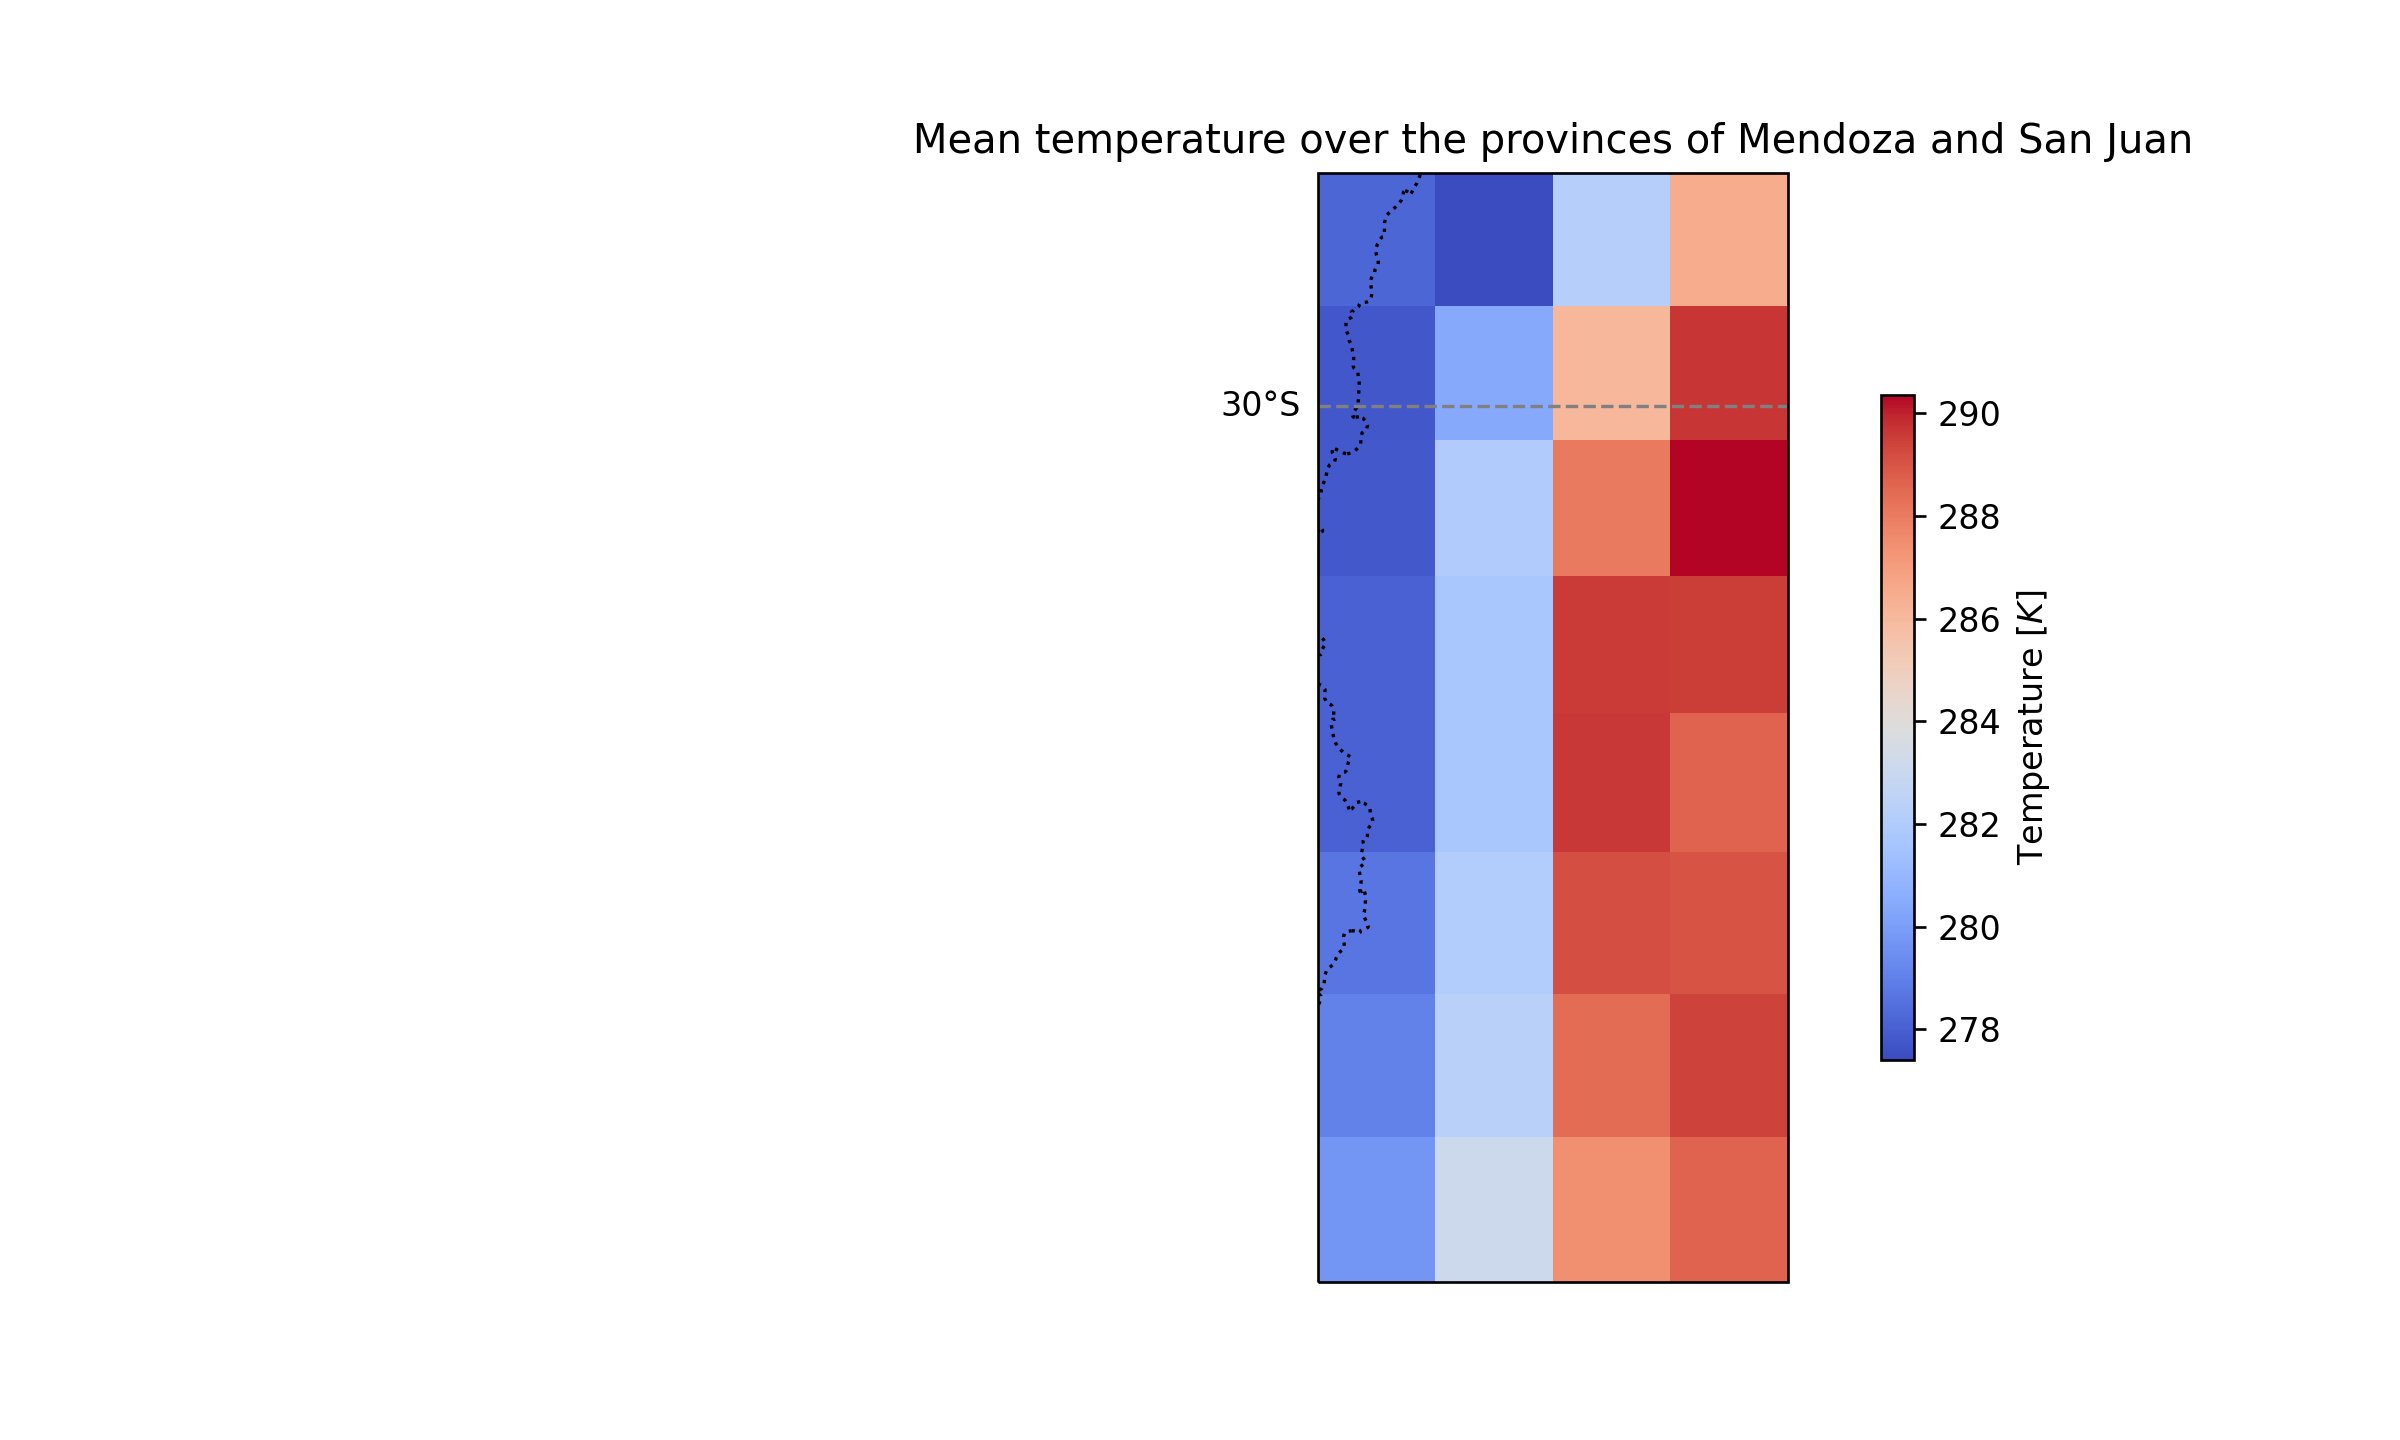 Mean temperature over the provinces of Mendoza and San Juan
30°S
290
288
286
284
282
280
278
Temperature [K]